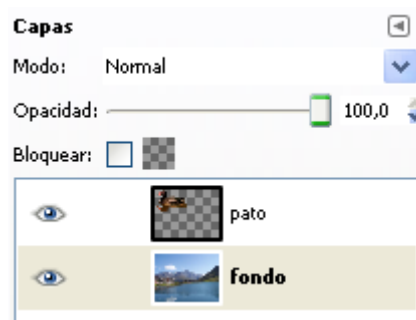 Capas
Modo: Normal
Opacidad: 100,0
Bloquear:
pato
fondo